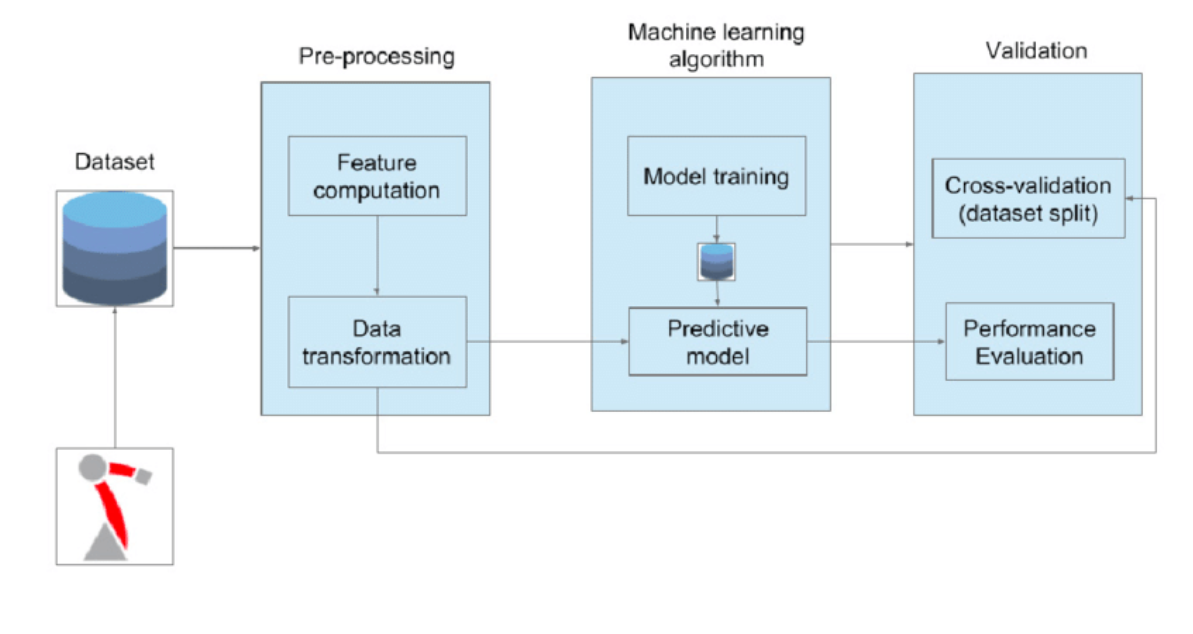 Dataset
Pre-processing
Feature
computation
Data
transformation
Machine learning
algorithm
Model training
Predictive
model
Validation
Cross-validation
(dataset split)
Performance
Evaluation